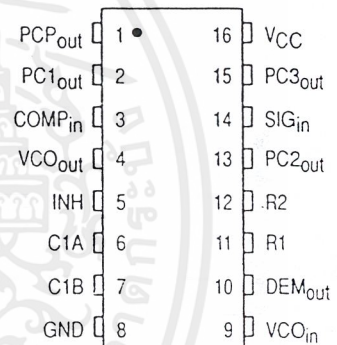 PCPout 1 16 VCC
PC1out 2 15 PC3out
COMPin 3 14 SIGin
VCOout 4 13 PC2out
INH 5 12 R2
C1A 6 11 R1
C1B 7 10 DEMout
GND 8 9 VCOin